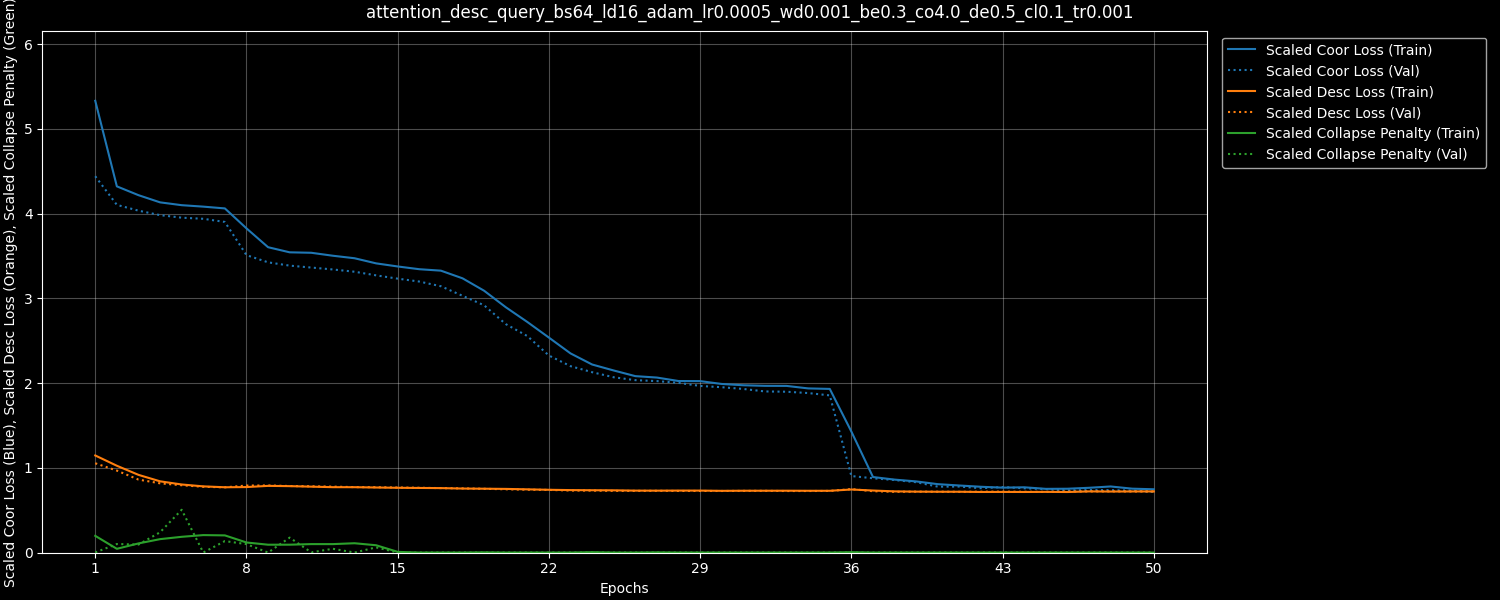 attention_desc_query_bs64_ld16_adam_lr0.0005_wd0.001_be0.3_co4.0_de0.5_cl0.1_tr0.001
Scaled Coor Loss (Blue), Scaled Desc Loss (Orange), Scaled Collapse Penalty (Green)
6
5
4
3
2
1
0
1 8 15 22 29 36 43 50
Epochs
Scaled Coor Loss (Train)
Scaled Coor Loss (Val)
Scaled Desc Loss (Train)
Scaled Desc Loss (Val)
Scaled Collapse Penalty (Train)
Scaled Collapse Penalty (Val)